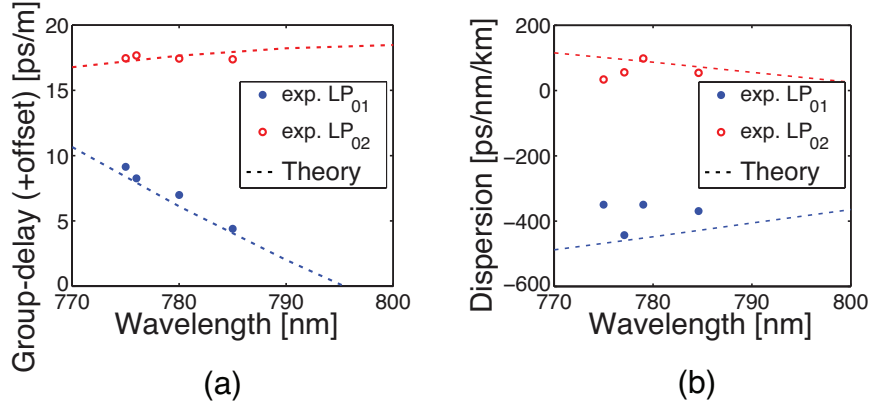 20
15
10
5
0
770 780 790 800
Wavelength [nm]
Group-delay (+offset) [ps/m]
exp. LP01
exp. LP02
Theory
(a)
200
0
−200
−400
−600
770 780 790 800
Wavelength [nm]
Dispersion [ps/nm/km]
exp. LP01
exp. LP02
Theory
(b)